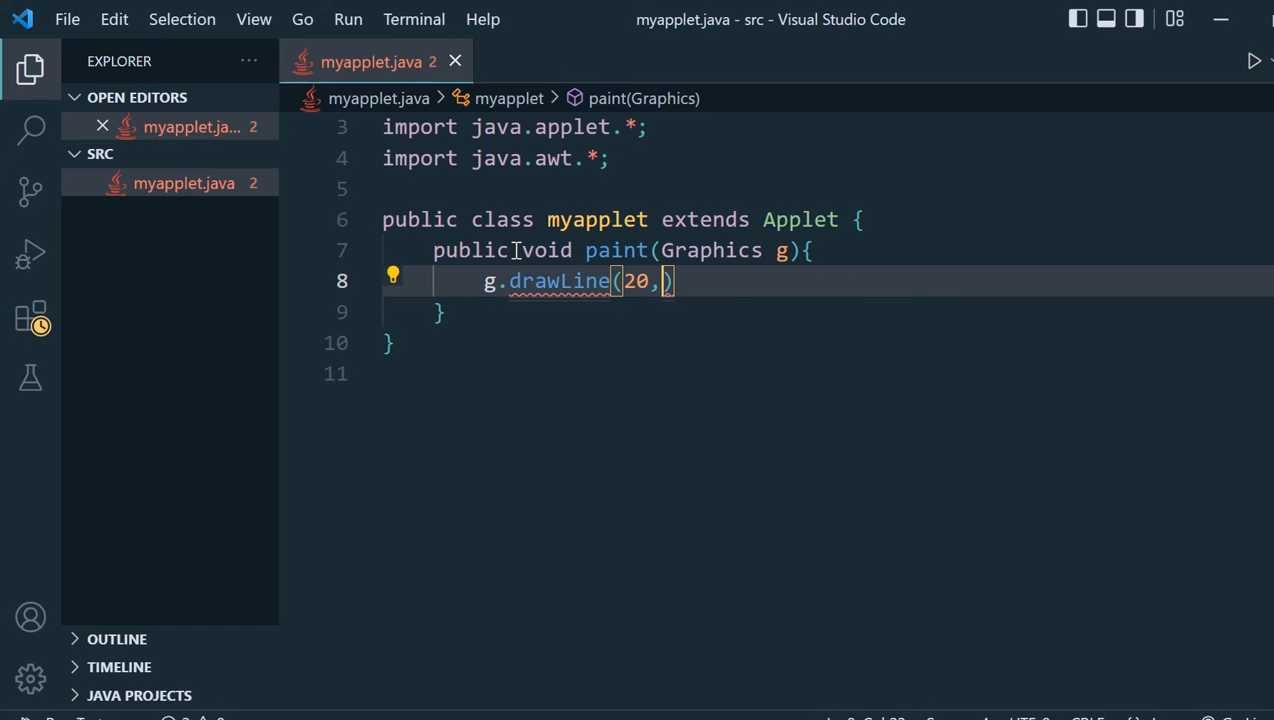 File Edit Selection View Go Run Terminal Help myapplet.java - src - Visual Studio Code
EXPLORER ···
myapplet.java 2
OPEN EDITORS
myapplet.java > myapplet > paint(Graphics)
myapplet.ja... 2
SRC
myapplet.java 2
3 import java.applet.*;
4 import java.awt.*;
5
6 public class myapplet extends Applet {
7 public void paint(Graphics g){
8 g.drawLine(20,)
9 }
10 }
11
OUTLINE
TIMELINE
JAVA PROJECTS